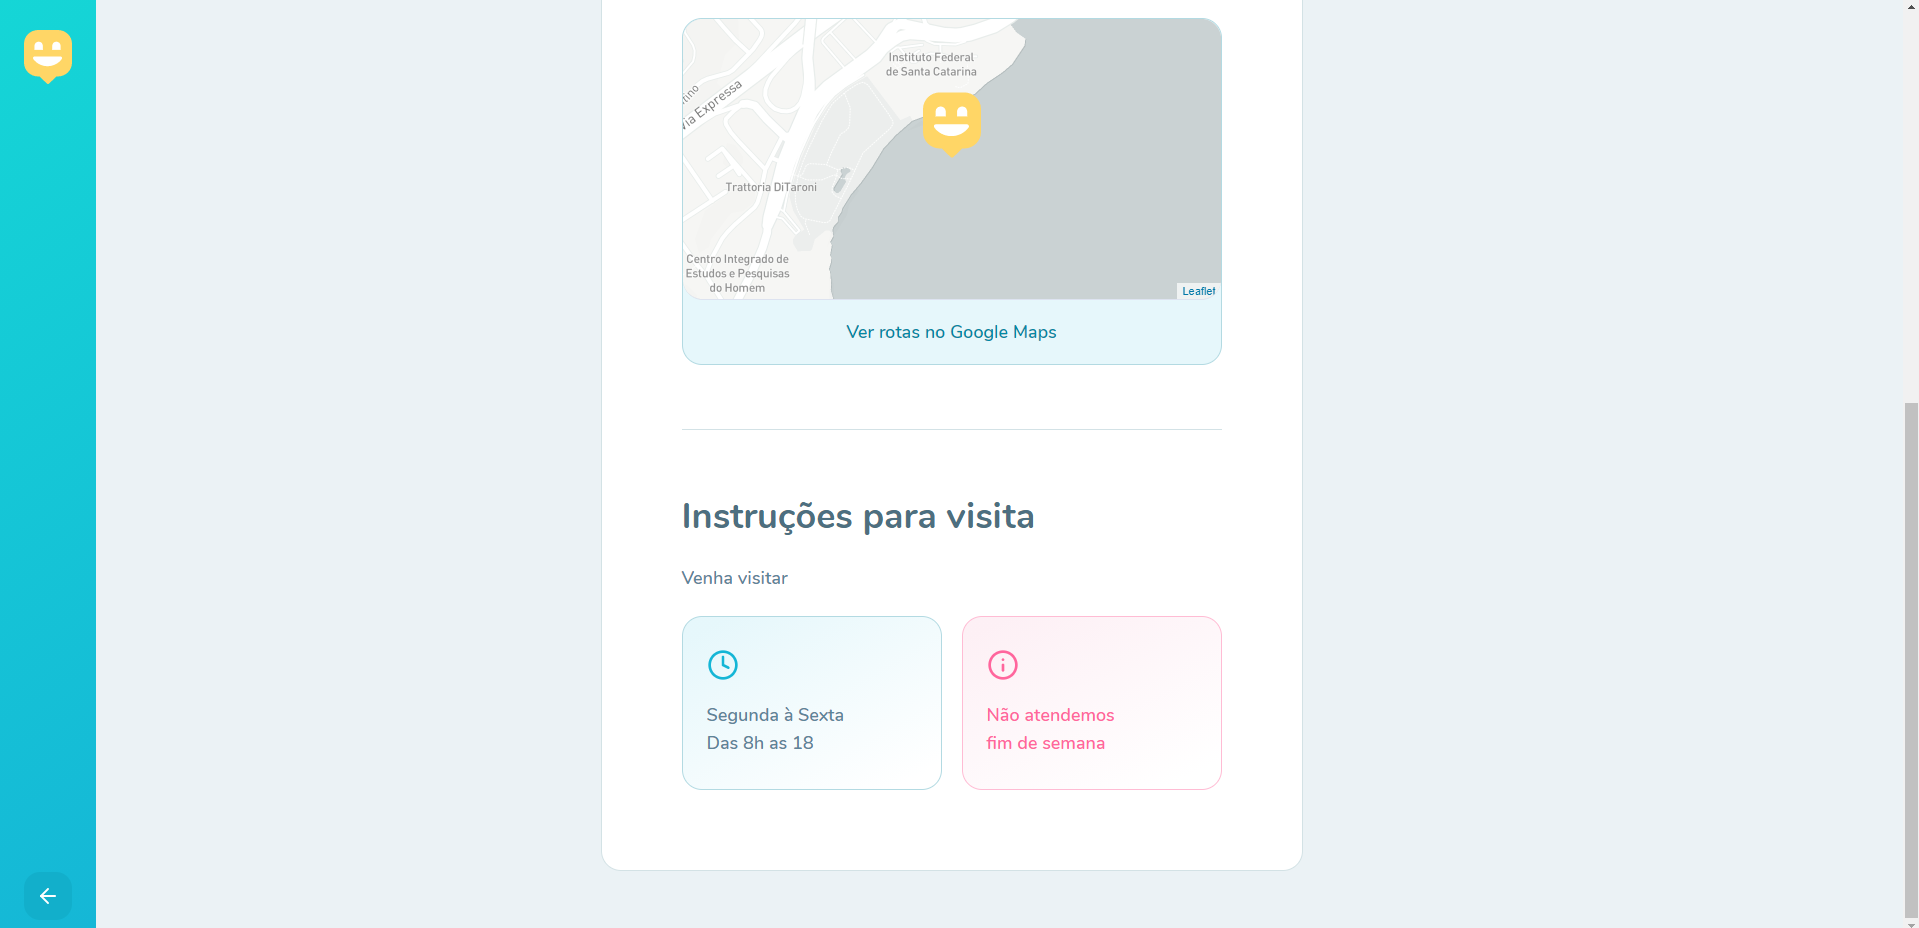 Instituto Federal
de Santa Catarina
Via Expressa
Trattoria DiTaroni
Centro Integrado de
Estudos e Pesquisas
do Homem
Leaflet
Ver rotas no Google Maps
Instruções para visita
Venha visitar
Segunda à Sexta
Das 8h as 18
Não atendemos
fim de semana